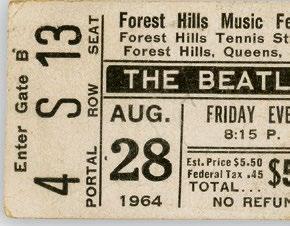 Enter Gate B
4 S 13
PORTAL ROW SEAT
Forest Hills Music Fe
Forest Hills Tennis St
Forest Hills, Queens,
THE BEATL
AUG.
28
1964
FRIDAY EVE
8:15 P.
Est. Price $5.50
Federal Tax .45
TOTAL... $5
NO REFUN